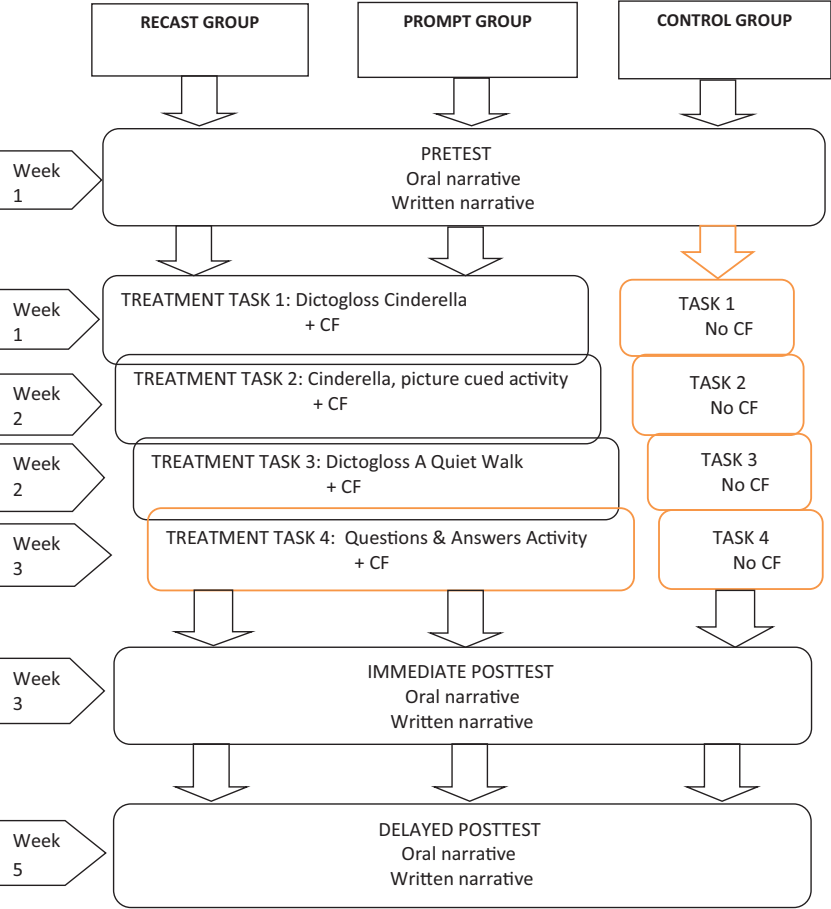 RECAST GROUP
PROMPT GROUP
CONTROL GROUP
Week
1
PRETEST
Oral narrative
Written narrative
Week
1
TREATMENT TASK 1: Dictogloss Cinderella
+ CF
TASK 1
No CF
Week
2
TREATMENT TASK 2: Cinderella, picture cued activity
+ CF
TASK 2
No CF
Week
2
TREATMENT TASK 3: Dictogloss A Quiet Walk
+ CF
TASK 3
No CF
Week
3
TREATMENT TASK 4: Questions & Answers Activity
+ CF
TASK 4
No CF
Week
3
IMMEDIATE POSTTEST
Oral narrative
Written narrative
Week
5
DELAYED POSTTEST
Oral narrative
Written narrative